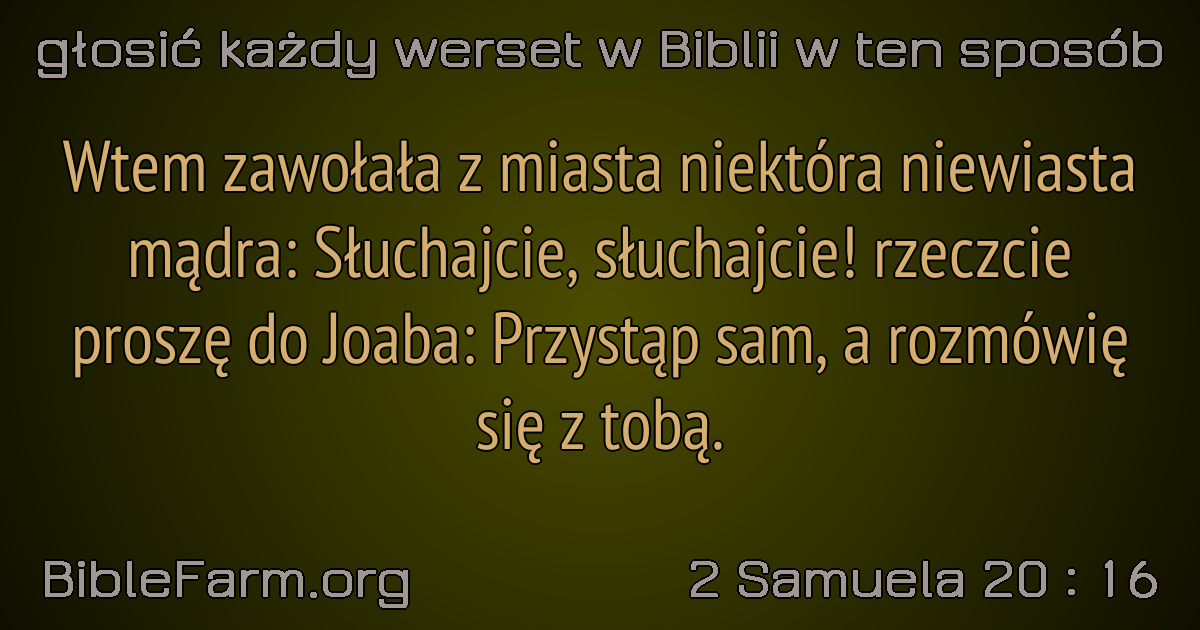 głosić każdy werset w Biblii w ten sposób
Wtem zawołała z miasta niektóra niewiasta
mądra: Słuchajcie, słuchajcie! rzeczcie
proszę do Joaba: Przystąp sam, a rozmówię
się z tobą.
BibleFarm.org
2 Samuela 20 : 16